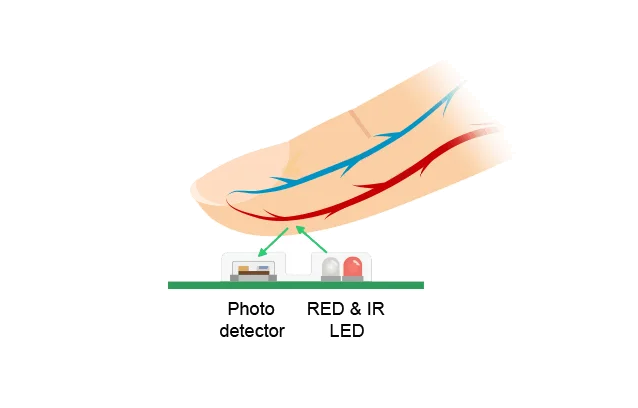 Photo
detector
RED & IR
LED